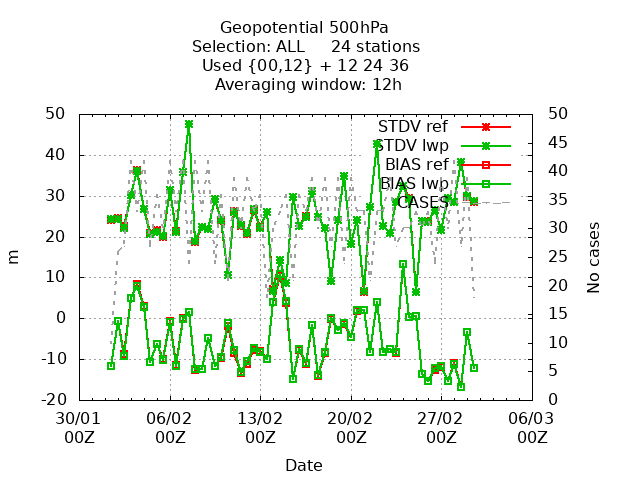 Geopotential 500hPa
Selection: ALL     24 stations
Used {00,12} + 12 24 36
Averaging window: 12h
STDV ref
STDV lwp
BIAS ref
BIAS lwp
CASES
50
40
30
20
10
0
-10
-20
m
50
45
40
35
30
25
20
15
10
5
0
No cases
30/01 06/02 13/02 20/02 27/02 06/03
00Z 00Z 00Z 00Z 00Z 00Z
Date